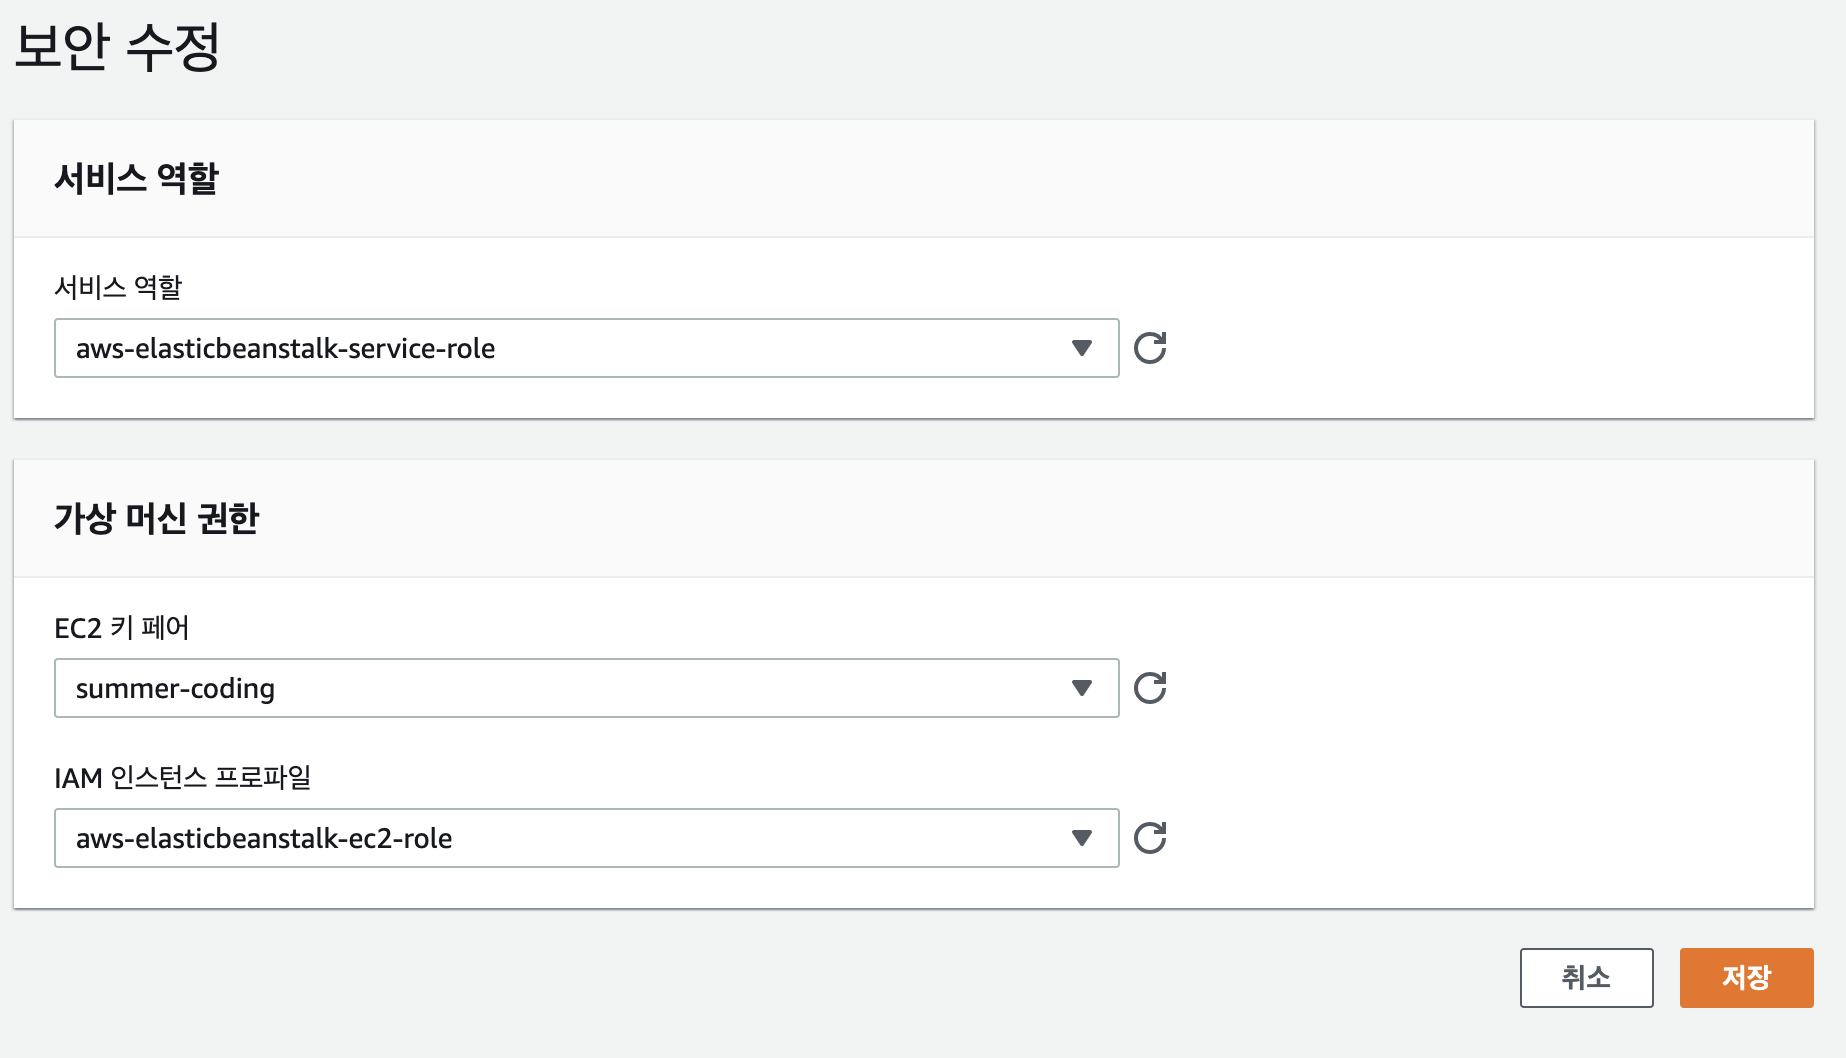 보안 수정
서비스 역할
서비스 역할
aws-elasticbeanstalk-service-role
가상 머신 권한
EC2 키 페어
summer-coding
IAM 인스턴스 프로파일
aws-elasticbeanstalk-ec2-role
취소
저장